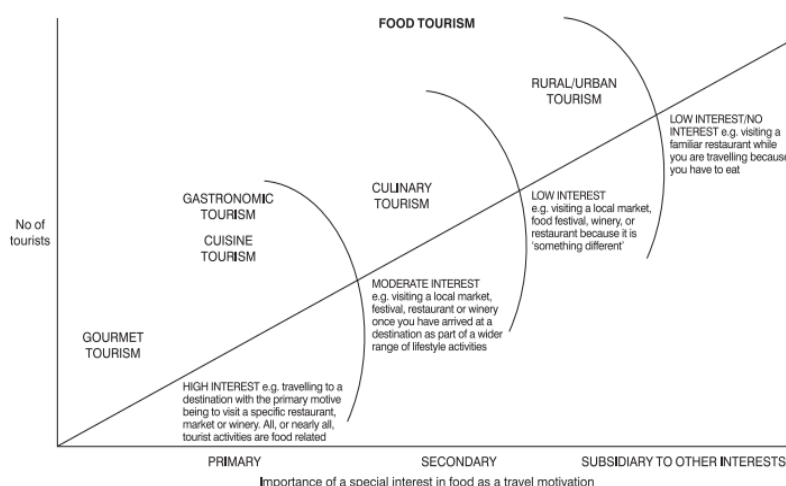 FOOD TOURISM
RURAL/URBAN
TOURISM
LOW INTEREST/NO
INTEREST e.g. visiting a
familiar restaurant while
you are travelling because
you have to eat
CULINARY
TOURISM
LOW INTEREST
e.g. visiting a local market,
food festival, winery, or
restaurant because it is
‘something different’
GASTRONOMIC
TOURISM
CUISINE
TOURISM
No of
tourists
MODERATE INTEREST
e.g. visiting a local market,
festival, restaurant or winery
once you have arrived at a
destination as part of a wider
range of lifestyle activities
GOURMET
TOURISM
HIGH INTEREST e.g. travelling to a
destination with the primary motive
being to visit a specific restaurant,
market or winery. All, or nearly all,
tourist activities are food related
PRIMARY
SECONDARY
SUBSIDIARY TO OTHER INTERESTS
Importance of a special interest in food as a travel motivation